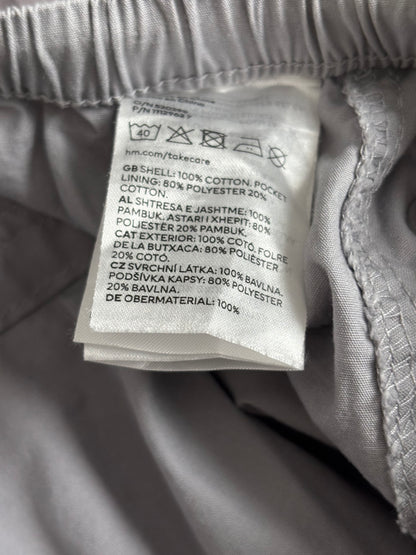 40
hm.com/takecare
GB SHELL: 100% COTTON. POCKET
LINING: 80% POLYESTER 20%
COTTON.
AL SHTRESA E JASHTME: 100%
PAMBUK. ASTARI I XHEPIT: 80%
POLIESTËR 20% PAMBUK.
CAT EXTERIOR: 100% COTÓ. FOLRE
DE LA BUTXACA: 80% POLIÈSTER
20% COTÓ.
CZ SVRCHNÍ LÁTKA: 100% BAVLNA.
PODŠÍVKA KAPSY: 80% POLYESTER
20% BAVLNA.
DE OBERMATERIAL: 100%